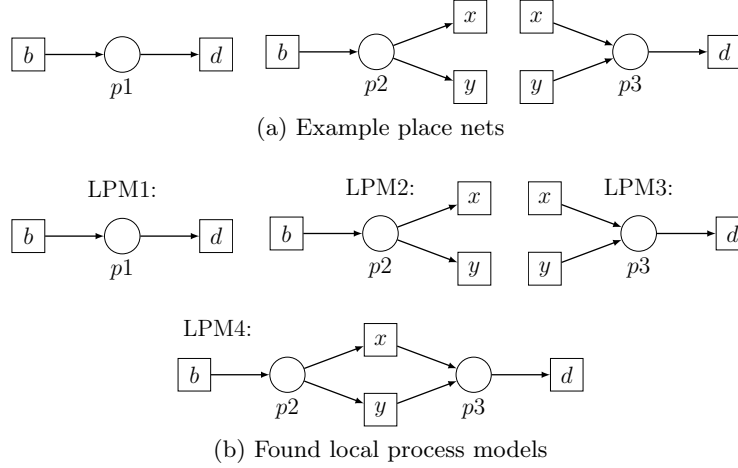 b d b x y x y d
p1 p2 p3
(a) Example place nets
LPM1: LPM2: LPM3:
b d b x y x y d
p1 p2 p3
LPM4:
b x y d
p2 p3
(b) Found local process models